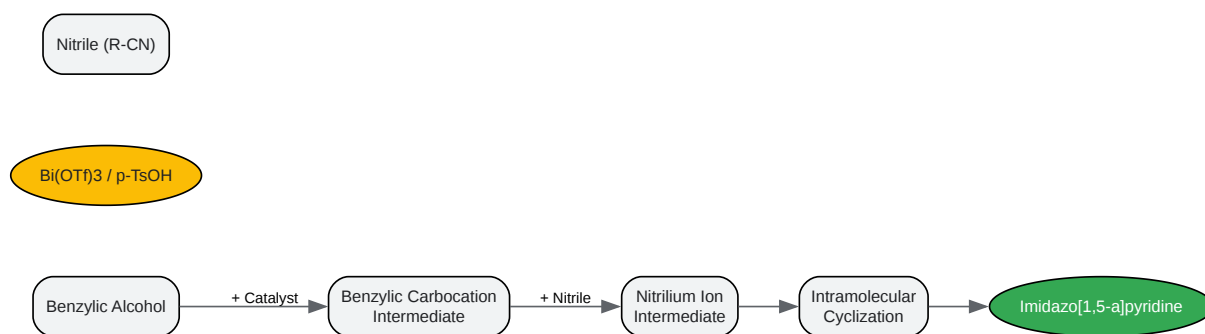 Nitrile (R-CN)
Bi(OTf)3 / p-TsOH
Benzylic Alcohol
+ Catalyst
Benzylic Carbocation
Intermediate
+ Nitrile
Nitrilium Ion
Intermediate
Intramolecular
Cyclization
Imidazo[1,5-a]pyridine